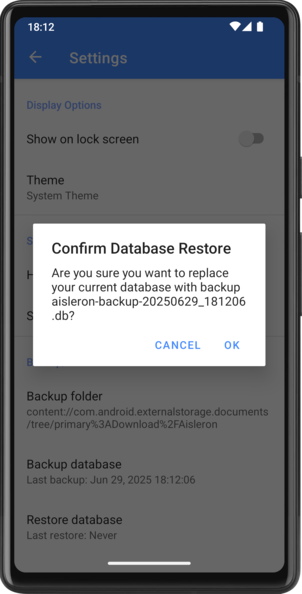 18:12
Settings
Display Options
Show on lock screen
Theme
System Theme
S
H
Confirm Database Restore
Are you sure you want to replace
your current database with backup
aisleron-backup-20250629_181206
.db?
CANCEL OK
S
B
Backup folder
content://com.android.externalstorage.documents
/tree/primary%3ADownload%2FAisleron
Backup database
Last backup: Jun 29, 2025 18:12:06
Restore database
Last restore: Never